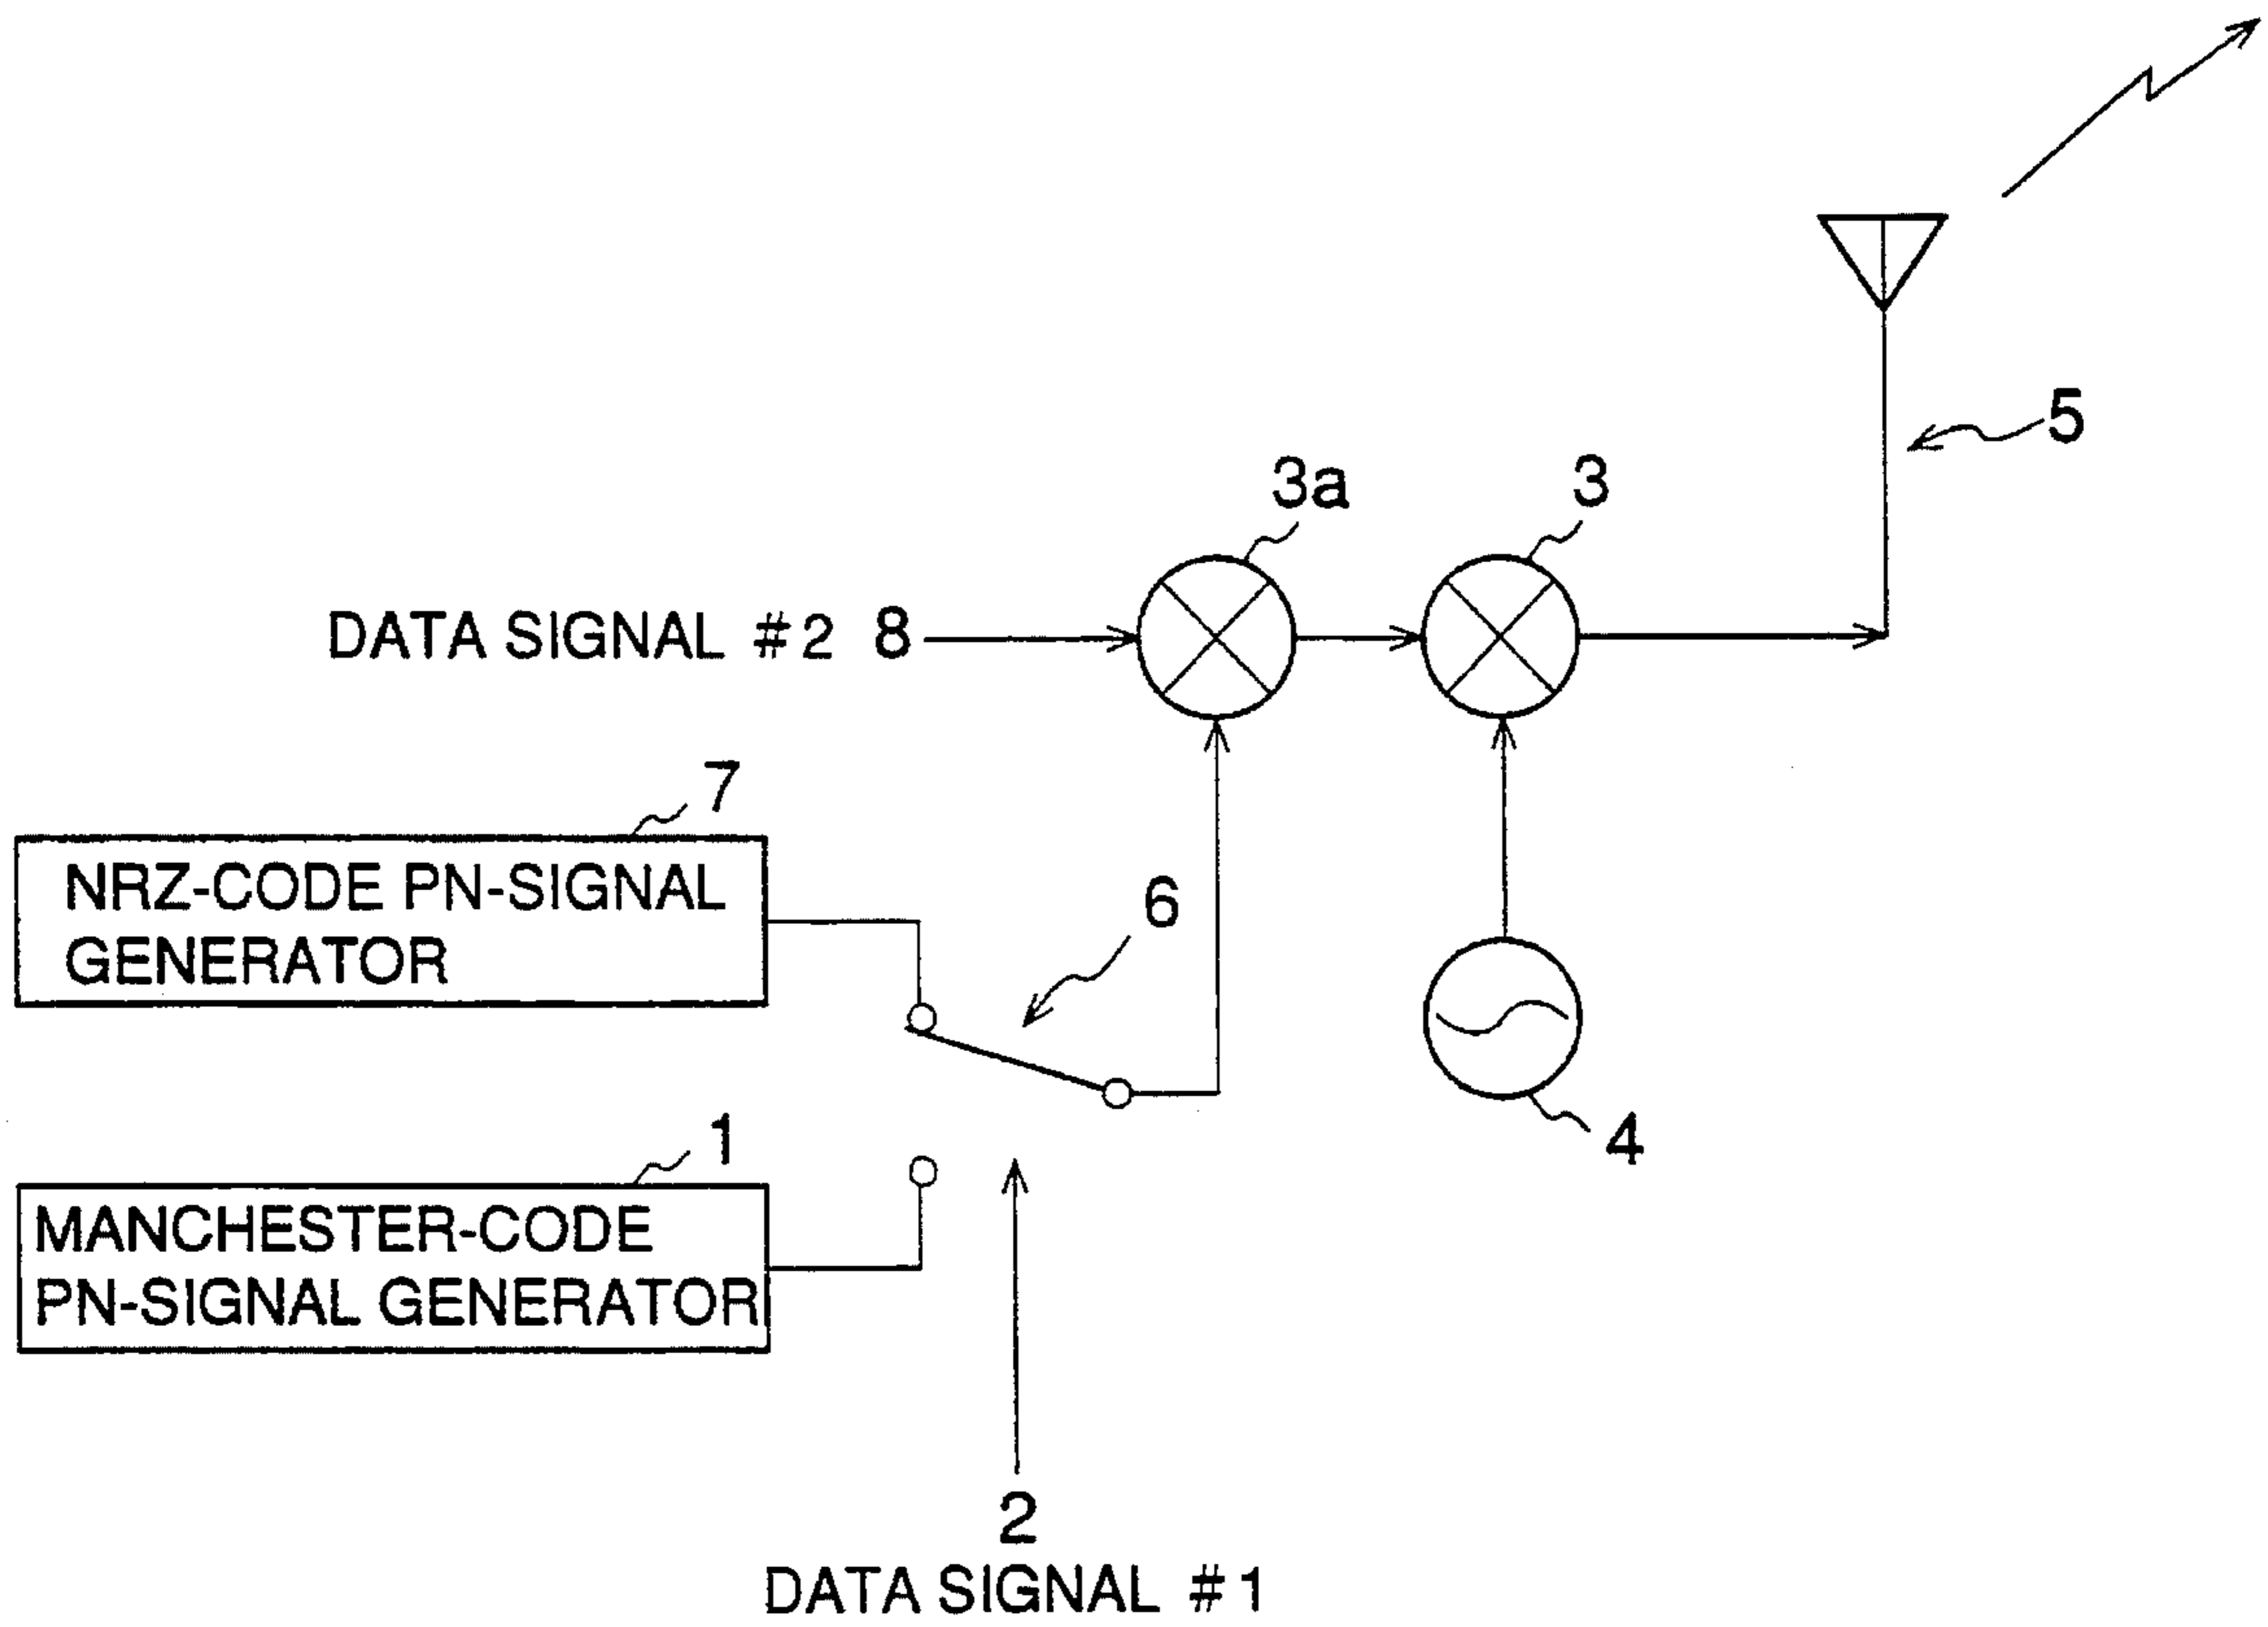 5
3a
3
DATA SIGNAL #2 8
7
NRZ-CODE PN-SIGNAL
GENERATOR
6
1
4
MANCHESTER-CODE
PN-SIGNAL GENERATOR
2
DATA SIGNAL #1